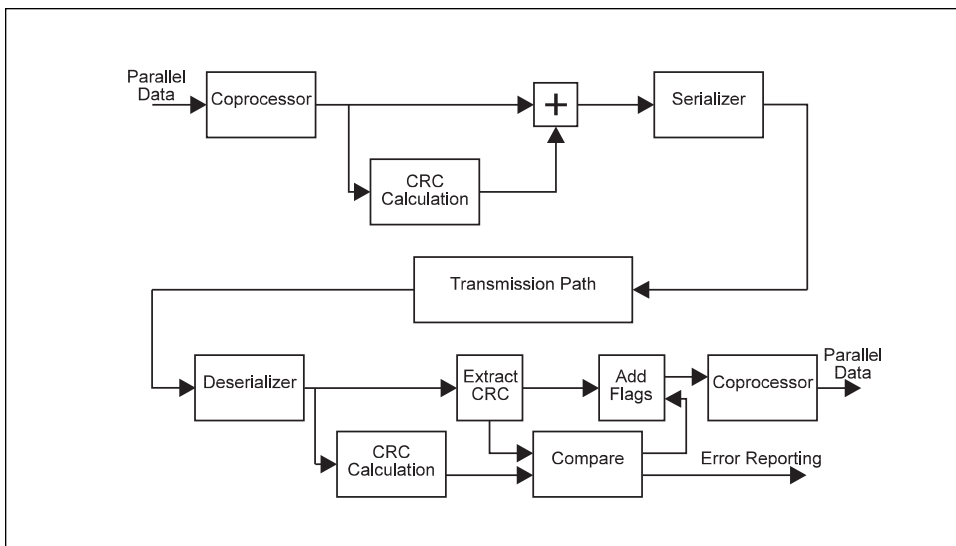 Parallel
Data
Coprocessor
+
Serializer
CRC
Calculation
Transmission Path
Deserializer
Extract
CRC
Add
Flags
Coprocessor
Parallel
Data
CRC
Calculation
Compare
Error Reporting